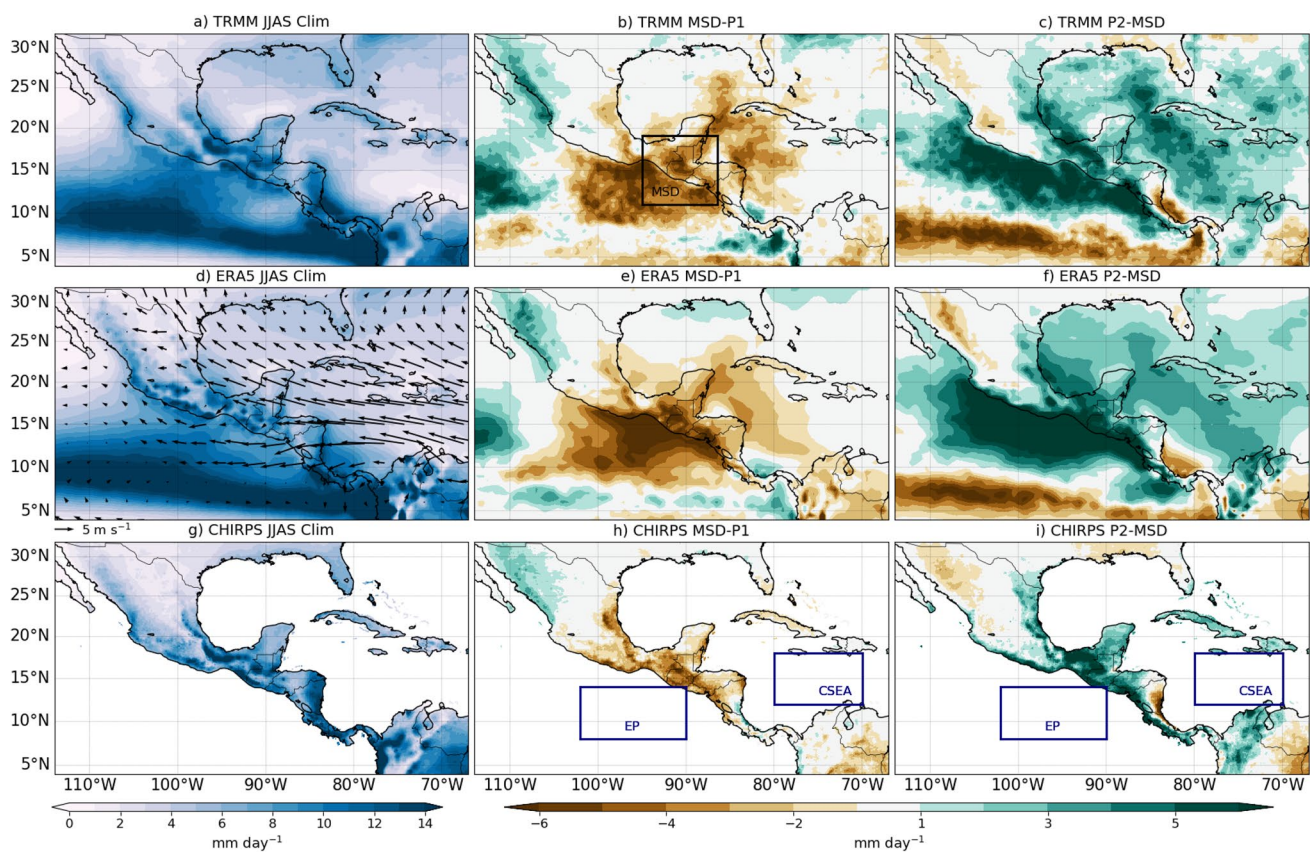 a) TRMM JJAS Clim
b) TRMM MSD-P1
c) TRMM P2-MSD
30°N
25°N
20°N
15°N
10°N
5°N
MSD
d) ERA5 JJAS Clim
e) ERA5 MSD-P1
f) ERA5 P2-MSD
30°N
25°N
20°N
15°N
10°N
5°N
5 m s⁻¹
g) CHIRPS JJAS Clim
h) CHIRPS MSD-P1
i) CHIRPS P2-MSD
30°N
25°N
20°N
15°N
10°N
5°N
EP
CSEA
EP
CSEA
110°W 100°W 90°W 80°W 70°W
110°W 100°W 90°W 80°W 70°W
110°W 100°W 90°W 80°W 70°W
0 2 4 6 8 10 12 14
mm day⁻¹
−6 −4 −2 1 3 5
mm day⁻¹